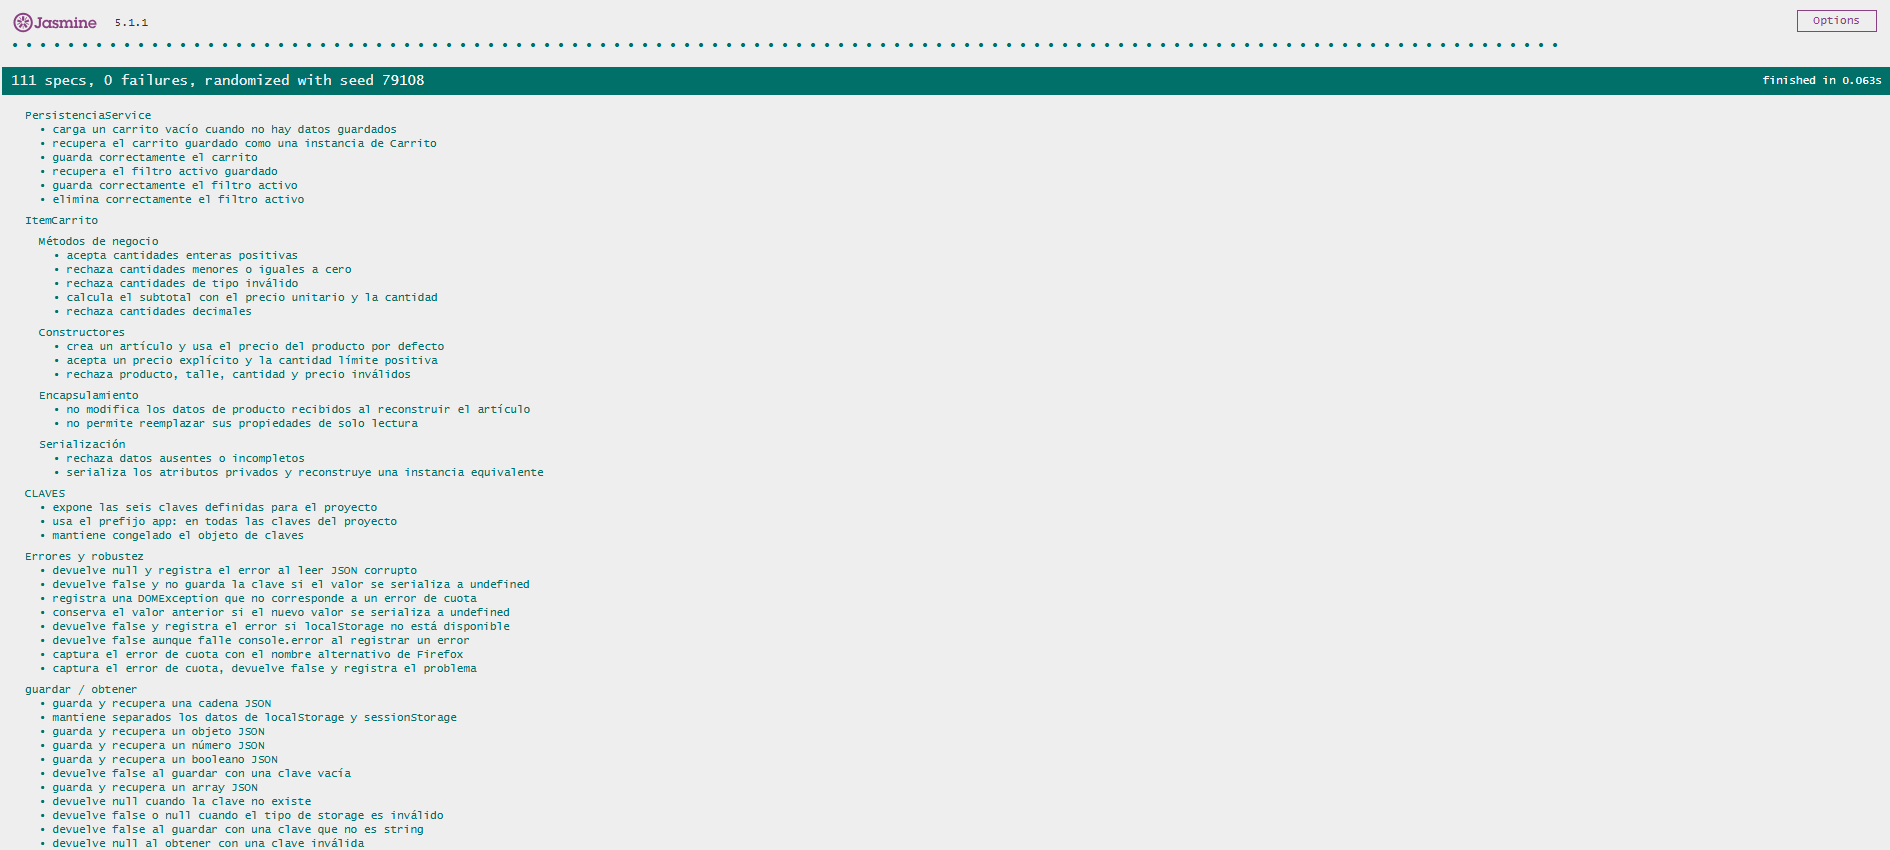 Jasmine 5.1.1 Options
111 specs, 0 failures, randomized with seed 79108 finished in 0.063s
PersistenciaService
• carga un carrito vacío cuando no hay datos guardados
• recupera el carrito guardado como una instancia de Carrito
• guarda correctamente el carrito
• recupera el filtro activo guardado
• guarda correctamente el filtro activo
• elimina correctamente el filtro activo
ItemCarrito
Métodos de negocio
• acepta cantidades enteras positivas
• rechaza cantidades menores o iguales a cero
• rechaza cantidades de tipo inválido
• calcula el subtotal con el precio unitario y la cantidad
• rechaza cantidades decimales
Constructores
• crea un artículo y usa el precio del producto por defecto
• acepta un precio explícito y la cantidad límite positiva
• rechaza producto, talle, cantidad y precio inválidos
Encapsulamiento
• no modifica los datos de producto recibidos al reconstruir el artículo
• no permite reemplazar sus propiedades de solo lectura
Serialización
• rechaza datos ausentes o incompletos
• serializa los atributos privados y reconstruye una instancia equivalente
CLAVES
• expone las seis claves definidas para el proyecto
• usa el prefijo app: en todas las claves del proyecto
• mantiene congelado el objeto de claves
Errores y robustez
• devuelve null y registra el error al leer JSON corrupto
• devuelve false y no guarda la clave si el valor se serializa a undefined
• registra una DOMException que no corresponde a un error de cuota
• conserva el valor anterior si el nuevo valor se serializa a undefined
• devuelve false y registra el error si localStorage no está disponible
• devuelve false aunque falle console.error al registrar un error
• captura el error de cuota con el nombre alternativo de Firefox
• captura el error de cuota, devuelve false y registra el problema
guardar / obtener
• guarda y recupera una cadena JSON
• mantiene separados los datos de localStorage y sessionStorage
• guarda y recupera un objeto JSON
• guarda y recupera un número JSON
• guarda y recupera un booleano JSON
• devuelve false al guardar con una clave vacía
• guarda y recupera un array JSON
• devuelve null cuando la clave no existe
• devuelve false o null cuando el tipo de storage es inválido
• devuelve false al guardar con una clave que no es string
• devuelve null al obtener con una clave inválida